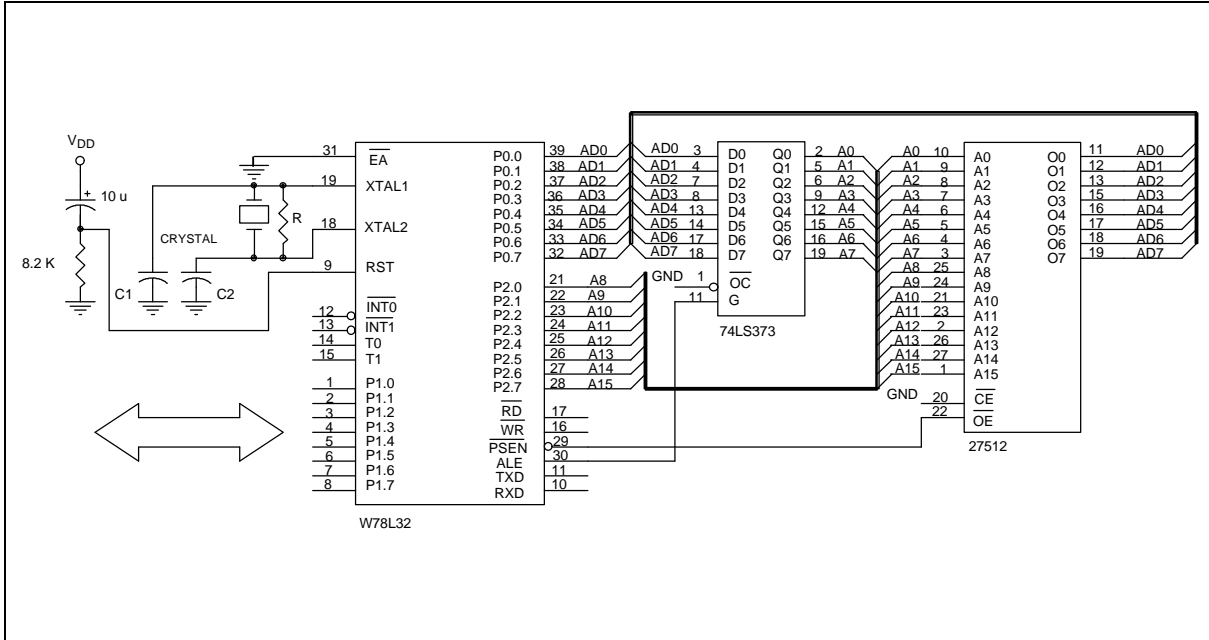 VDD
10 u
8.2 K
C1
C2
CRYSTAL
R
31 EA
19 XTAL1
18 XTAL2
9 RST
12 INT0
13 INT1
14 T0
15 T1
1 P1.0
2 P1.1
3 P1.2
4 P1.3
5 P1.4
6 P1.5
7 P1.6
8 P1.7
P0.0 39 AD0
P0.1 38 AD1
P0.2 37 AD2
P0.3 36 AD3
P0.4 35 AD4
P0.5 34 AD5
P0.6 33 AD6
P0.7 32 AD7
P2.0 21 A8
P2.1 22 A9
P2.2 23 A10
P2.3 24 A11
P2.4 25 A12
P2.5 26 A13
P2.6 27 A14
P2.7 28 A15
RD 17
WR 16
PSEN 29
ALE 30
TXD 11
RXD 10
W78L32
AD0 3 D0 Q0 2 A0
AD1 4 D1 Q1 5 A1
AD2 7 D2 Q2 6 A2
AD3 8 D3 Q3 9 A3
AD4 13 D4 Q4 12 A4
AD5 14 D5 Q5 15 A5
AD6 17 D6 Q6 16 A6
AD7 18 D7 Q7 19 A7
GND 1 OC
11 G
74LS373
A0 10 A0
A1 9 A1
A2 8 A2
A3 7 A3
A4 6 A4
A5 5 A5
A6 4 A6
A7 3 A7
A8 25 A8
A9 24 A9
A10 21 A10
A11 23 A11
A12 2 A12
A13 26 A13
A14 27 A14
A15 1 A15
GND 20 CE
22 OE
O0 11 AD0
O1 12 AD1
O2 13 AD2
O3 15 AD3
O4 16 AD4
O5 17 AD5
O6 18 AD6
O7 19 AD7
27512